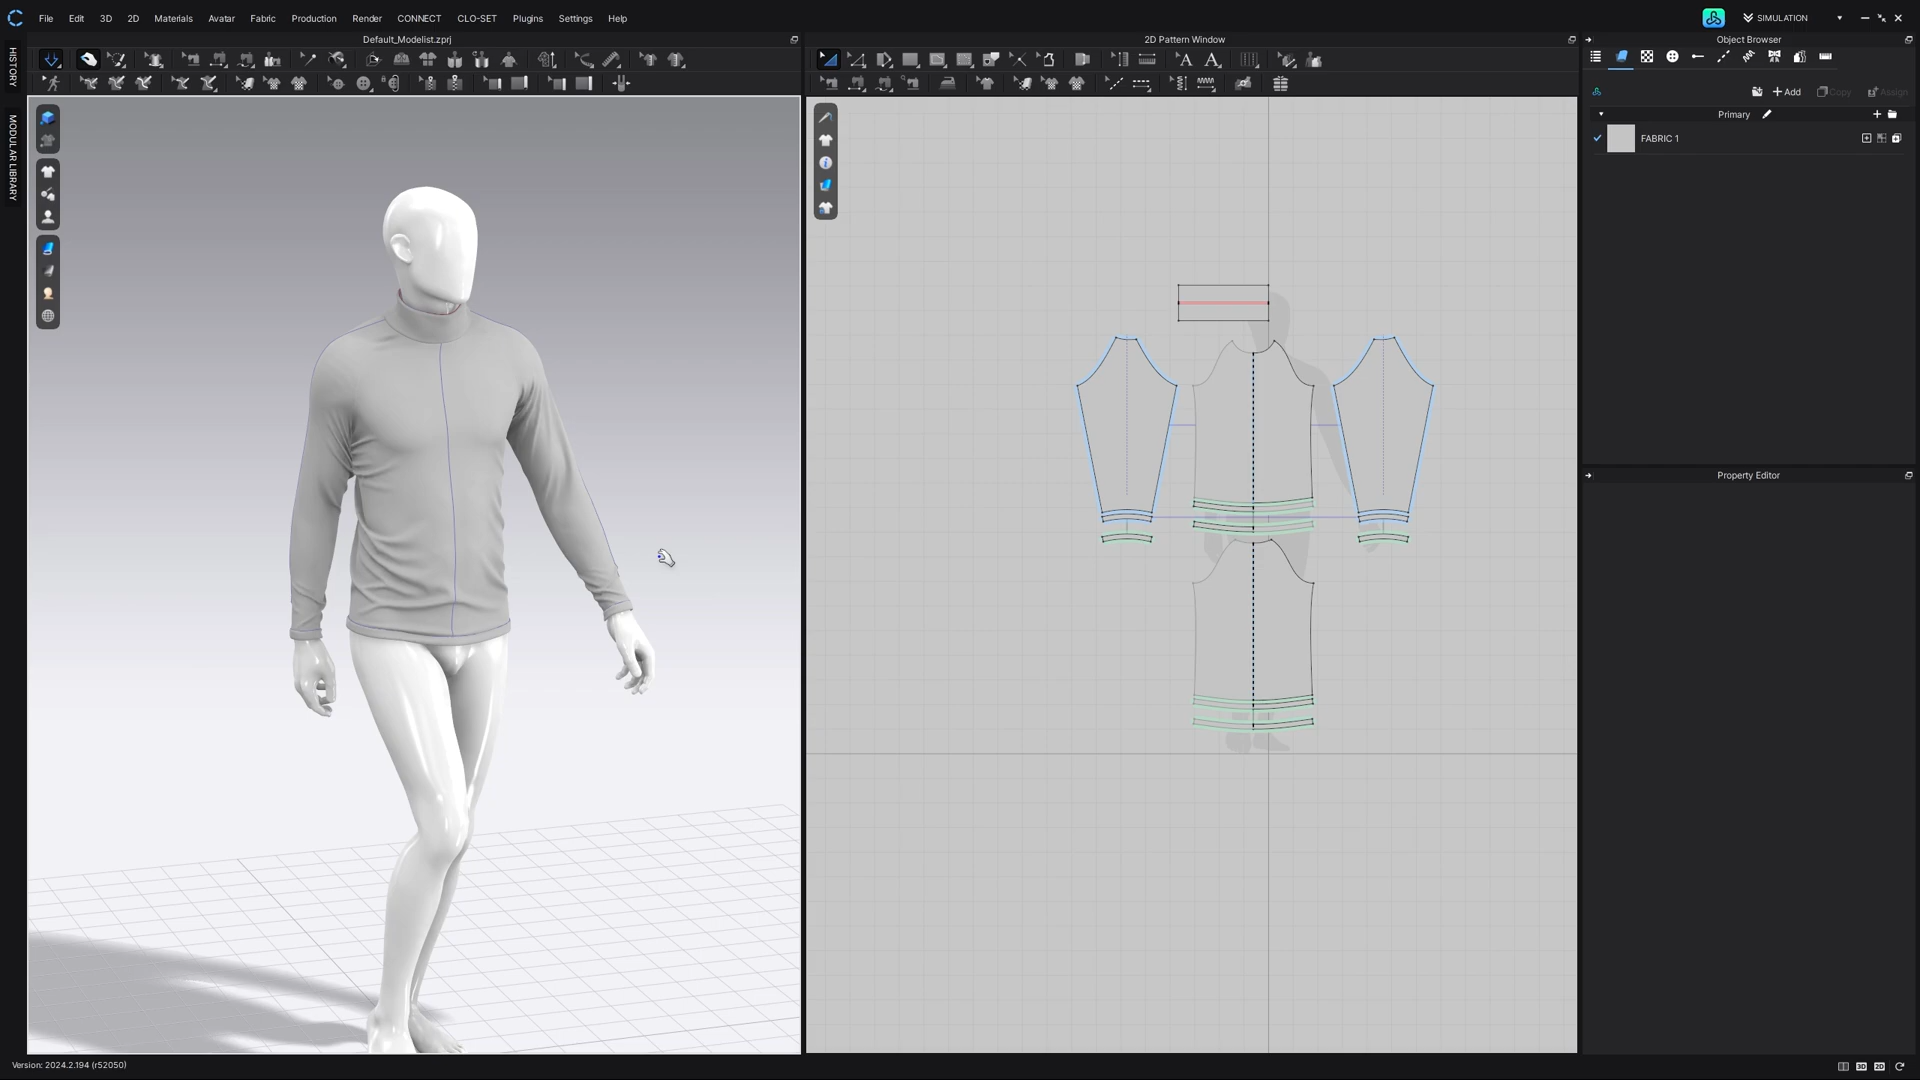 File Edit 3D 2D Materials Avatar Fabric Production Render CONNECT CLO-SET Plugins Settings Help
SIMULATION
HISTORY
MODULAR LIBRARY
Default_Modelist.zprj
2D Pattern Window
Object Browser
Add Copy Assign
Primary
FABRIC 1
Property Editor
Version: 2024.2.194 (r52050)
3D 2D